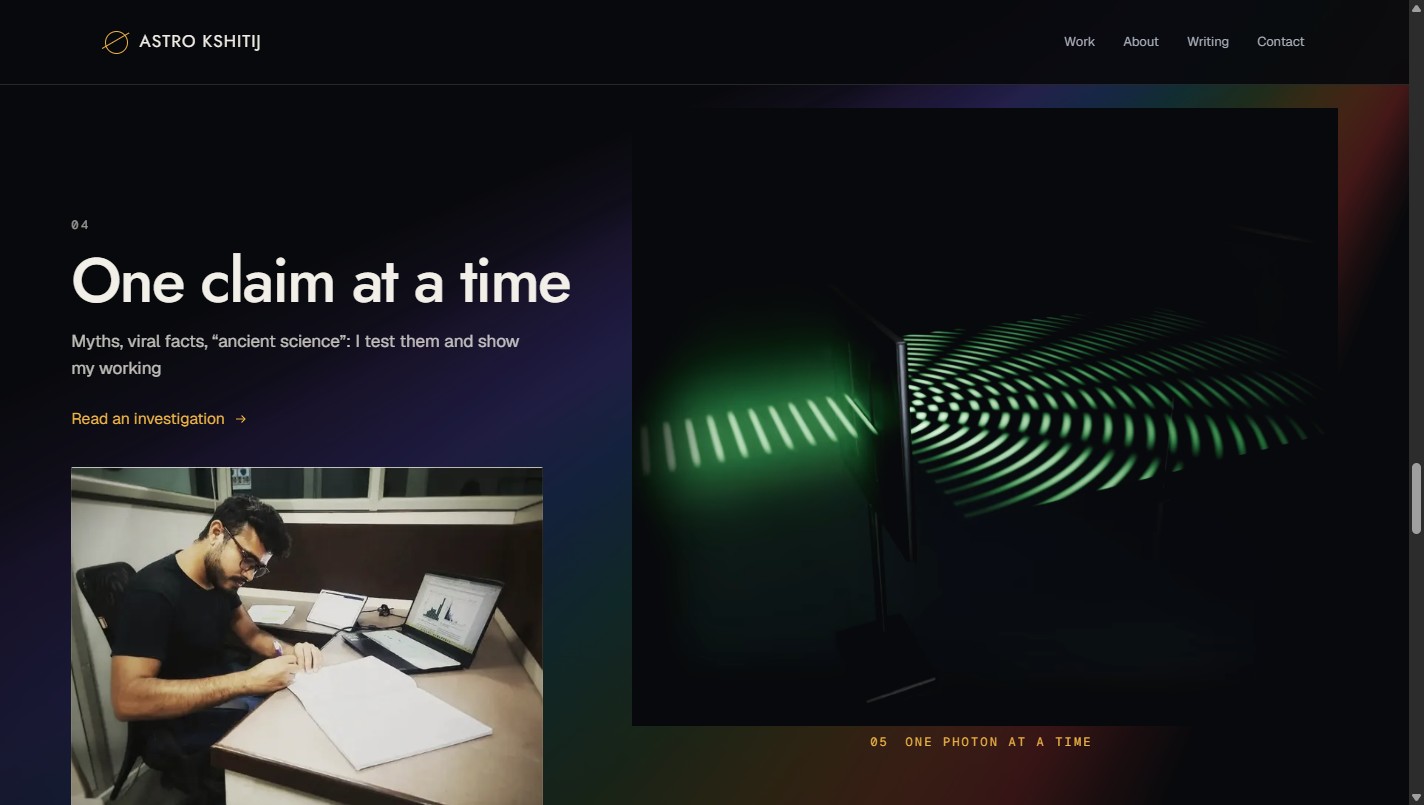 ASTRO KSHITIJ
Work About Writing Contact
04
One claim at a time
Myths, viral facts, “ancient science”: I test them and show
my working
Read an investigation →
05 ONE PHOTON AT A TIME